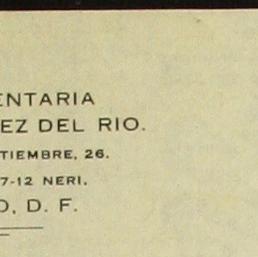 ENTARIA
EZ DEL RIO.
TIEMBRE, 26.
7-12 NERI.
O, D. F.